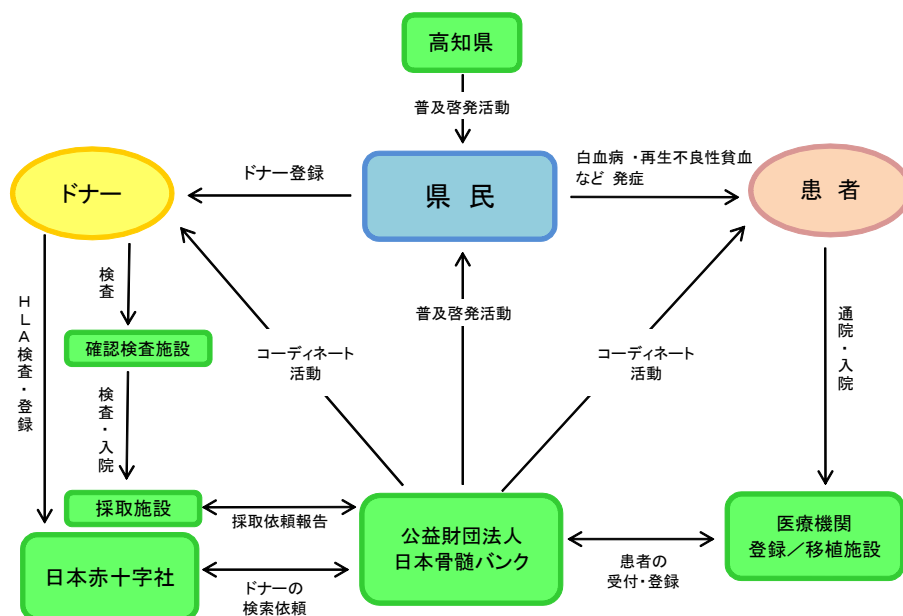 高知県
普及啓発活動
白血病 ・再生不良性貧血
など 発症
ドナー登録
ドナー
県 民
患 者
検査
HLA検査・登録
確認検査施設
普及啓発活動
通院・入院
コーディネート
活動
コーディネート
活動
検査・入院
採取施設
採取依頼報告
公益財団法人
日本骨髄バンク
医療機関
登録／移植施設
日本赤十字社
ドナーの
検索依頼
患者の
受付・登録